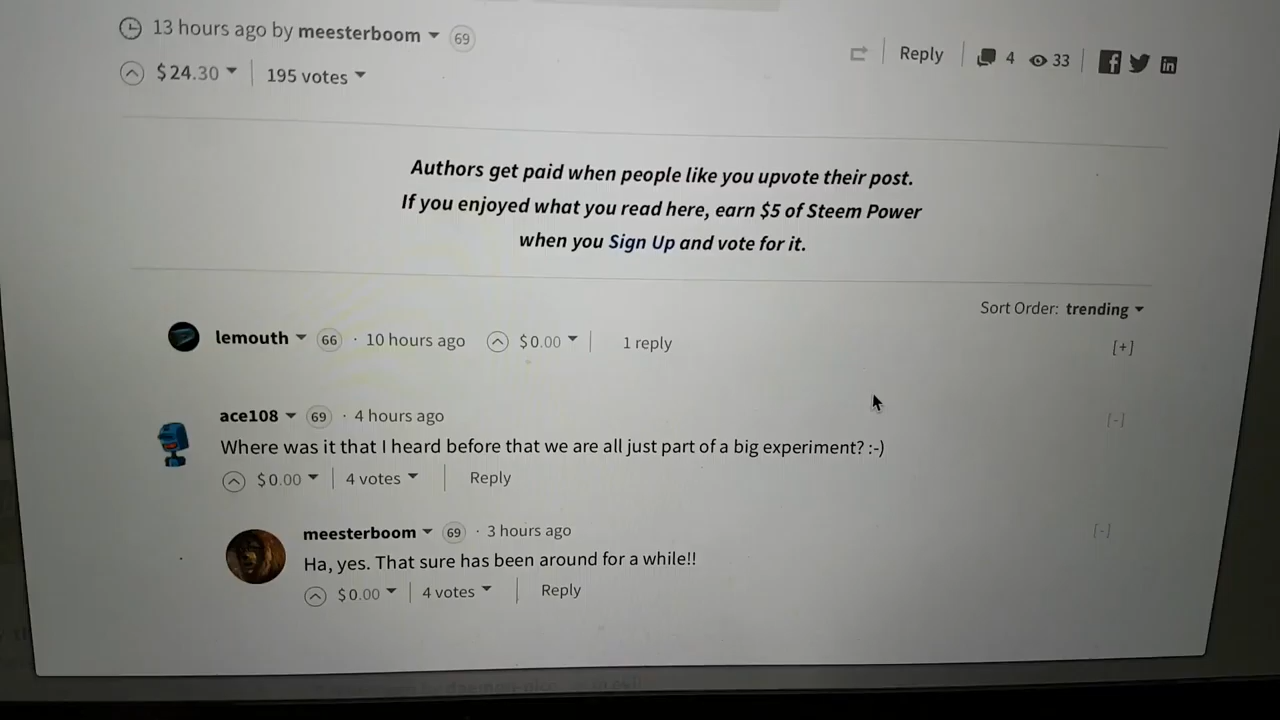 13 hours ago by meesterboom 69
$24.30 195 votes
Reply 4 33
Authors get paid when people like you upvote their post.
If you enjoyed what you read here, earn $5 of Steem Power
when you Sign Up and vote for it.
Sort Order: trending
lemouth 66 · 10 hours ago $0.00 1 reply [+]
ace108 69 · 4 hours ago [-]
Where was it that I heard before that we are all just part of a big experiment? :-)
$0.00 4 votes Reply
meesterboom 69 · 3 hours ago [-]
Ha, yes. That sure has been around for a while!!
$0.00 4 votes Reply